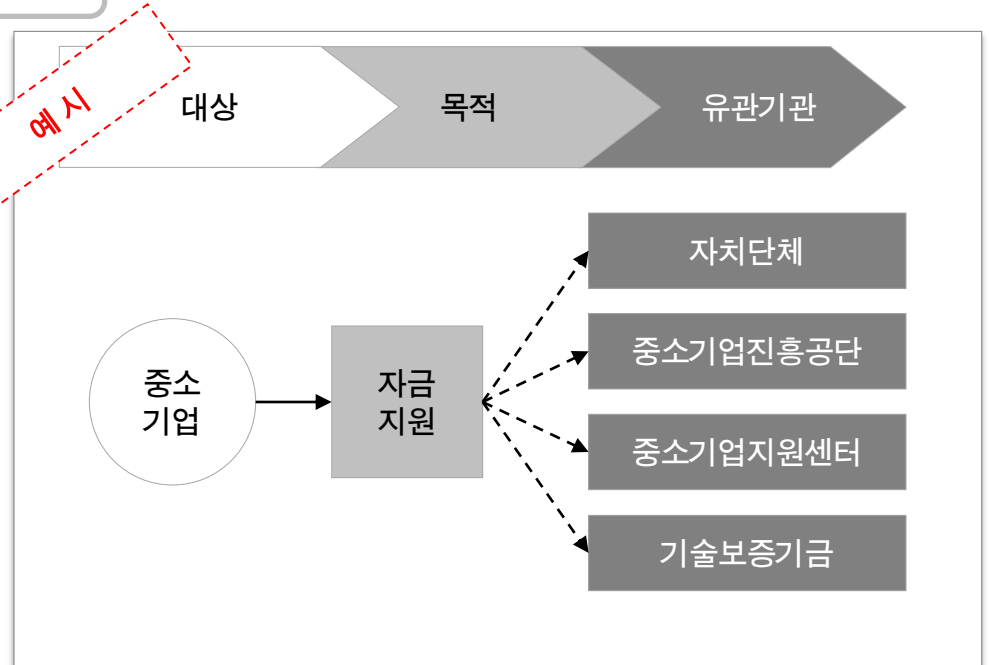 예 시
대상
목적
유관기관
자치단체
중소기업진흥공단
중소
기업
자금
지원
중소기업지원센터
기술보증기금